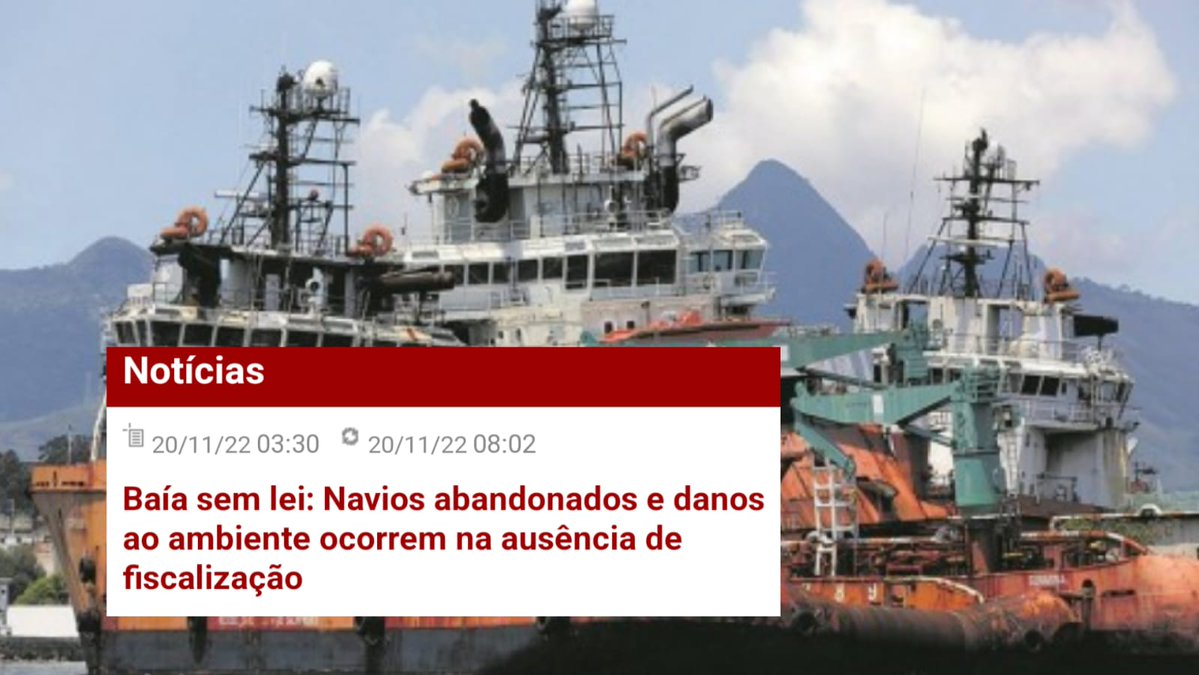 Notícias
20/11/22 03:30 20/11/22 08:02
Baía sem lei: Navios abandonados e danos
ao ambiente ocorrem na ausência de
fiscalização